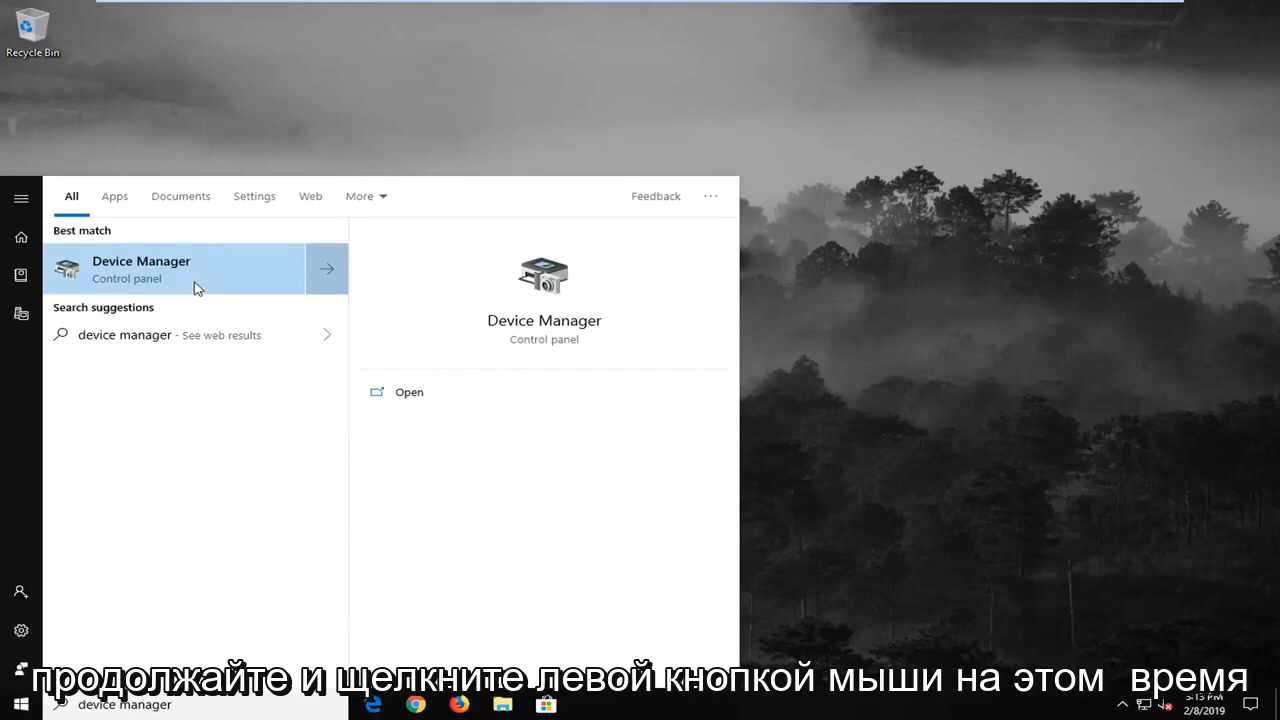 Recycle Bin
All Apps Documents Settings Web More Feedback ···
Best match
Device Manager
Control panel
Search suggestions
device manager - See web results
Device Manager
Control panel
Open
продолжайте и щелкните левой кнопкой мыши на этом время
device manager
5:15 PM
2/8/2019